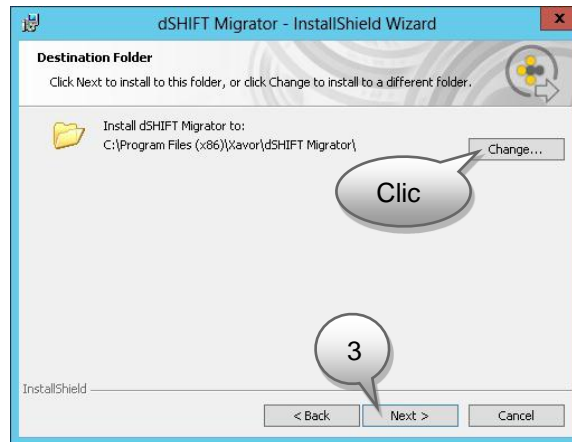 dSHIFT Migrator - InstallShield Wizard
x
Destination Folder
Click Next to install to this folder, or click Change to install to a different folder.
Install dSHIFT Migrator to:
C:\Program Files (x86)\Xavor\dSHIFT Migrator\
Change...
Clic
3
InstallShield
< Back
Next >
Cancel